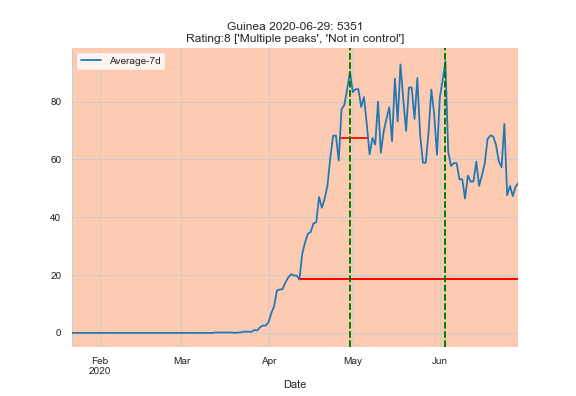 Guinea 2020-06-29: 5351
Rating:8 ['Multiple peaks', 'Not in control']
Average-7d
80
60
40
20
0
Feb
2020
Mar
Apr
May
Jun
Date